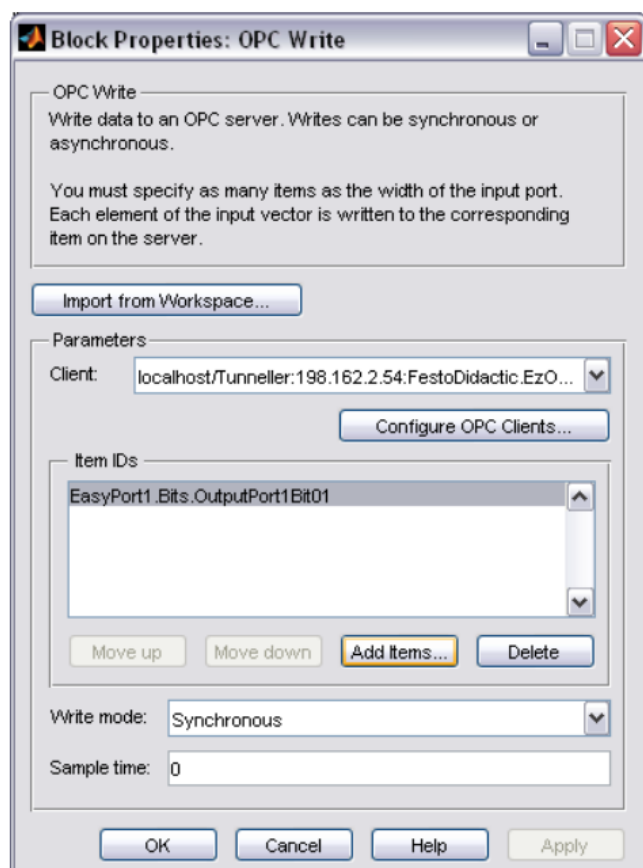 Block Properties: OPC Write
OPC Write
Write data to an OPC server. Writes can be synchronous or
asynchronous.
You must specify as many items as the width of the input port.
Each element of the input vector is written to the corresponding
item on the server.
Import from Workspace...
Parameters
Client: localhost/Tunneller:198.162.2.54:FestoDidactic.EzO...
Configure OPC Clients...
Item IDs
EasyPort1.Bits.OutputPort1Bit01
Move up Move down Add Items... Delete
Write mode: Synchronous
Sample time: 0
OK Cancel Help Apply